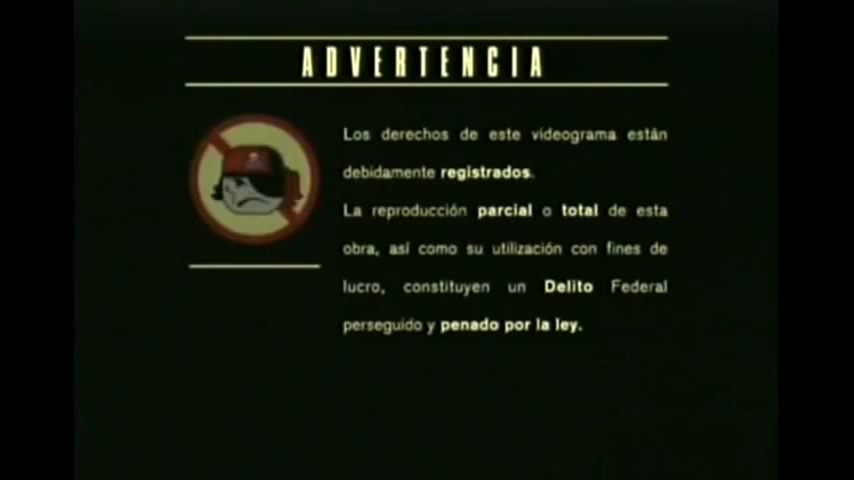 ADVERTENCIA
Los derechos de este videograma están
debidamente registrados.
La reproducción parcial o total de esta
obra, así como su utilización con fines de
lucro, constituyen un Delito Federal
perseguido y penado por la ley.